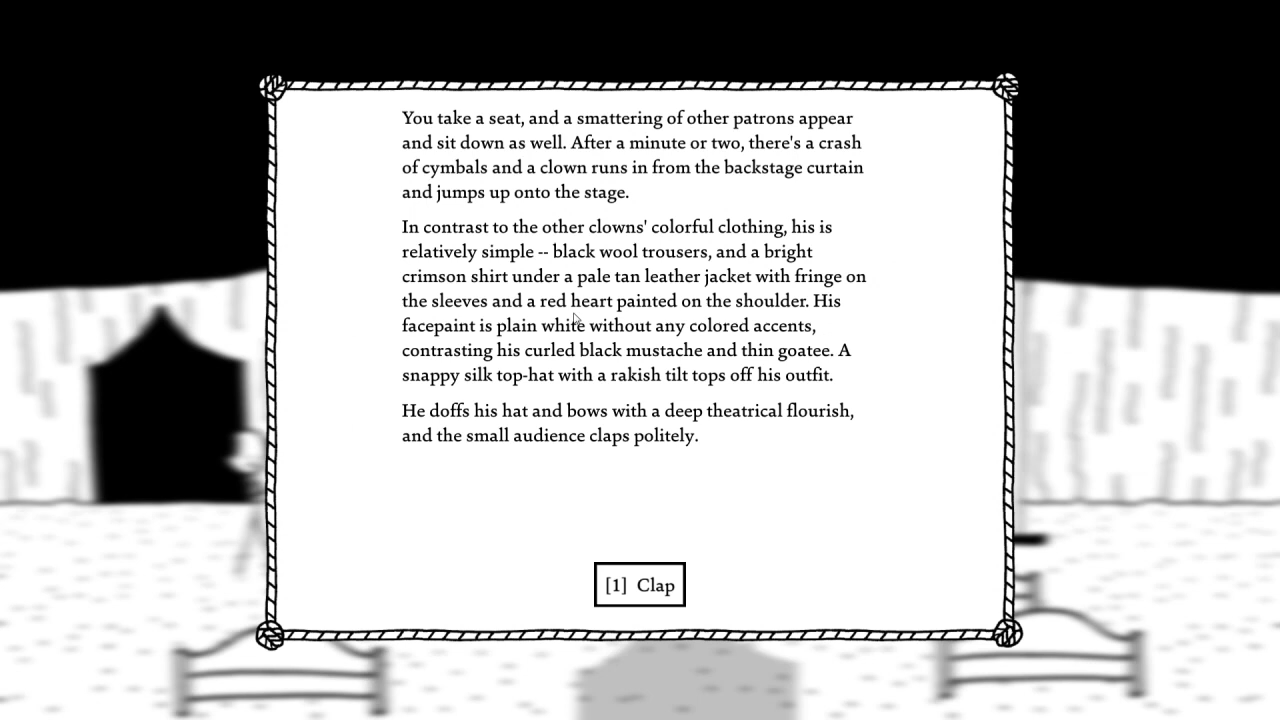 You take a seat, and a smattering of other patrons appear
and sit down as well. After a minute or two, there's a crash
of cymbals and a clown runs in from the backstage curtain
and jumps up onto the stage.
In contrast to the other clowns' colorful clothing, his is
relatively simple -- black wool trousers, and a bright
crimson shirt under a pale tan leather jacket with fringe on
the sleeves and a red heart painted on the shoulder. His
facepaint is plain white without any colored accents,
contrasting his curled black mustache and thin goatee. A
snappy silk top-hat with a rakish tilt tops off his outfit.
He doffs his hat and bows with a deep theatrical flourish,
and the small audience claps politely.
[1] Clap